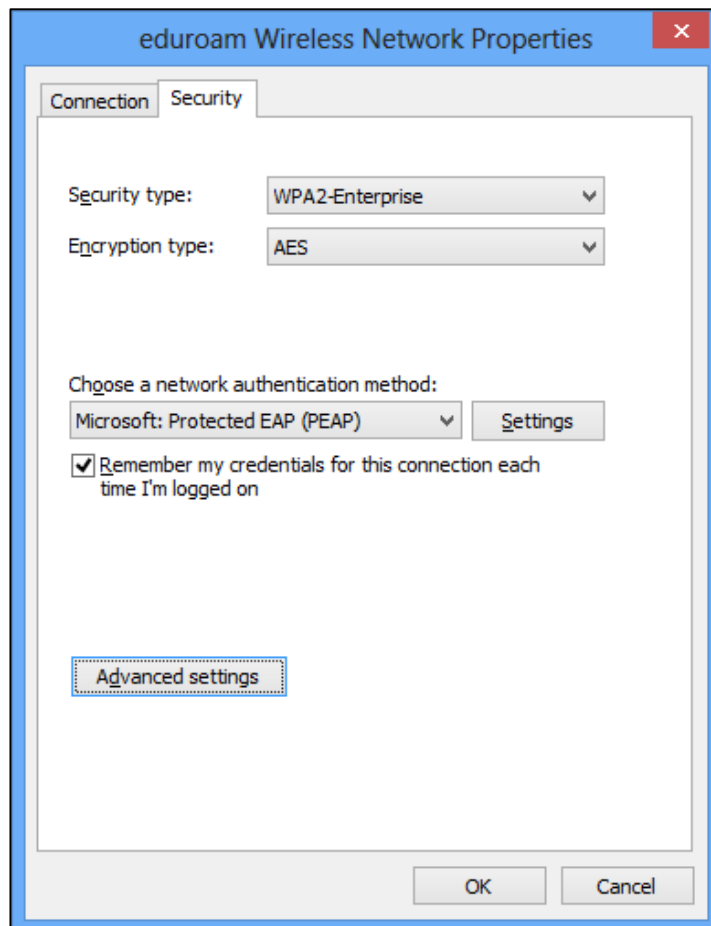 eduroam Wireless Network Properties
Connection
Security
Security type:
WPA2-Enterprise
Encryption type:
AES
Choose a network authentication method:
Microsoft: Protected EAP (PEAP)
Settings
Remember my credentials for this connection each
time I'm logged on
Advanced settings
OK
Cancel